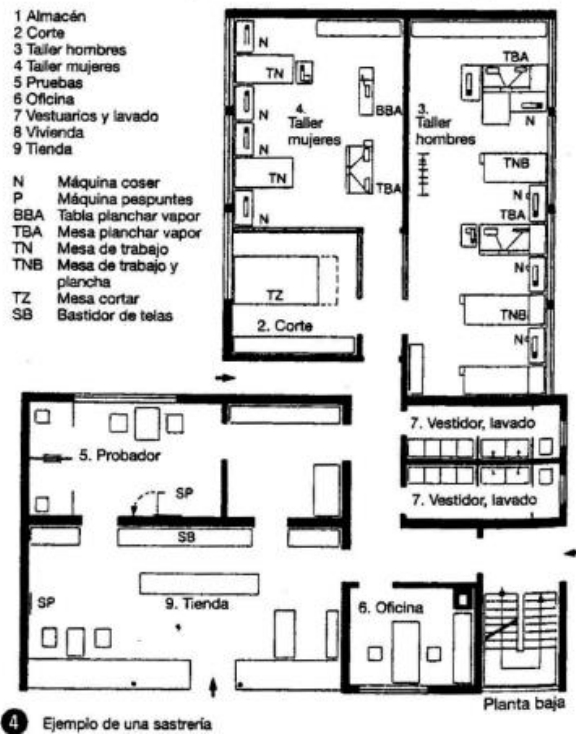 1 Almacén
2 Corte
3 Taller hombres
4 Taller mujeres
5 Pruebas
6 Oficina
7 Vestuarios y lavado
8 Vivienda
9 Tienda
N Máquina coser
P Máquina pespuntes
BBA Tabla planchar vapor
TBA Mesa planchar vapor
TN Mesa de trabajo
TNB Mesa de trabajo y
plancha
TZ Mesa cortar
SB Bastidor de telas
N
TN
N
N
TN
N
BBA
4.
Taller
mujeres
TBA
TBA
N
3.
Taller
hombres
TNB
N
TBA
N
TNB
N
TZ
2. Corte
7. Vestidor, lavado
7. Vestidor, lavado
5. Probador
SP
SB
SP
9. Tienda
6. Oficina
Planta baja
4 Ejemplo de una sastrería